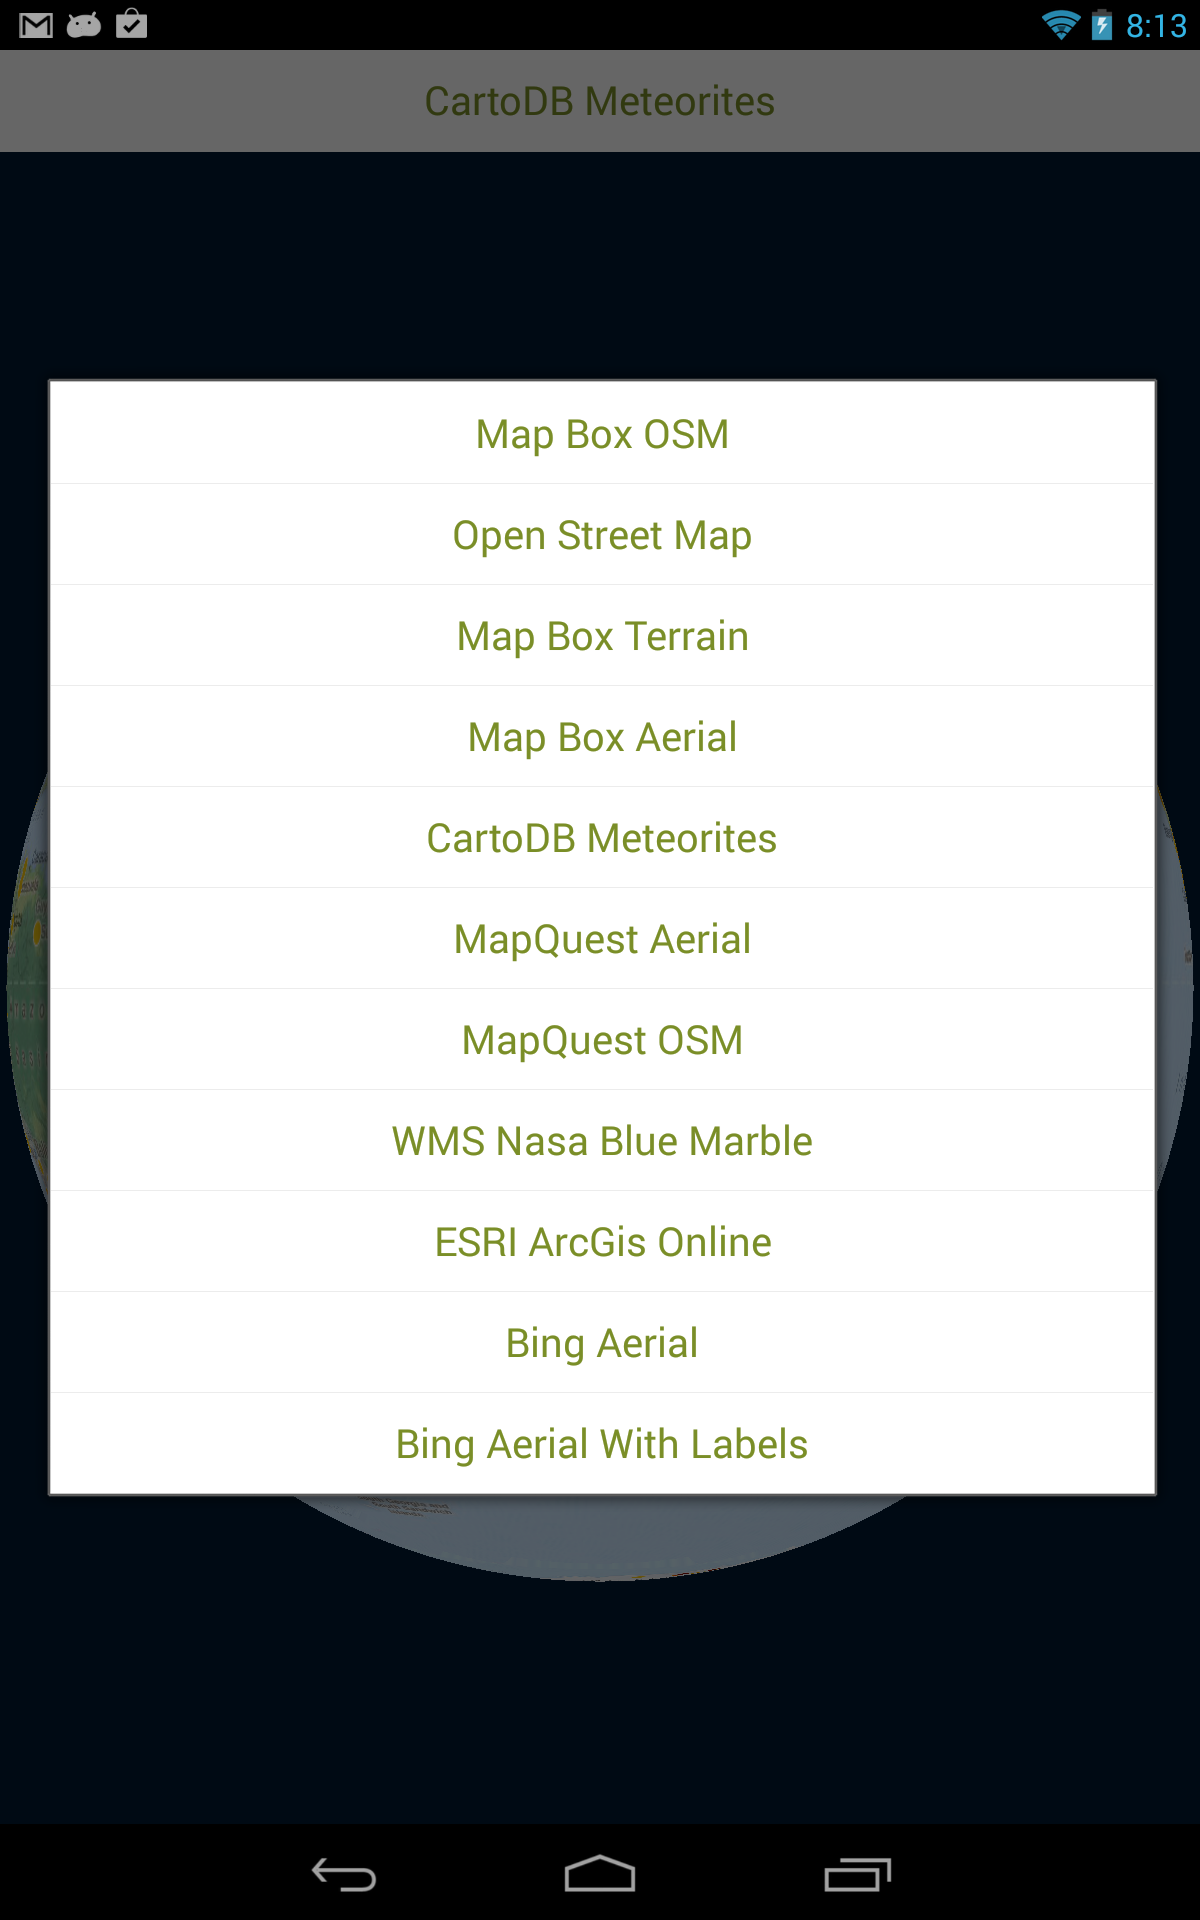 8:13
CartoDB Meteorites
Map Box OSM
Open Street Map
Map Box Terrain
Map Box Aerial
CartoDB Meteorites
MapQuest Aerial
MapQuest OSM
WMS Nasa Blue Marble
ESRI ArcGis Online
Bing Aerial
Bing Aerial With Labels